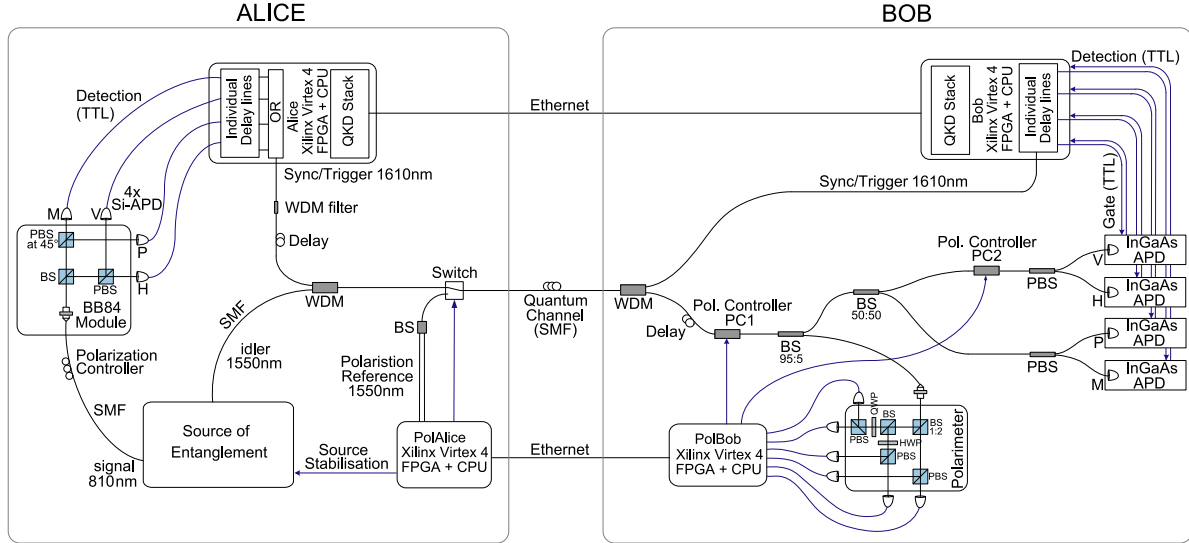 ALICE
BOB
Detection
(TTL)
Individual
Delay lines
OR
Alice
Xilinx Virtex 4
FPGA + CPU
QKD Stack
Ethernet
QKD Stack
Bob
Xilinx Virtex 4
FPGA + CPU
Individual
Delay lines
Detection (TTL)
Gate (TTL)
Sync/Trigger 1610nm
Sync/Trigger 1610nm
4x
Si-APD
M
V
P
H
PBS
at 45°
BS
PBS
BB84
Module
WDM filter
Delay
WDM
Switch
Quantum
Channel
(SMF)
WDM
Delay
Pol. Controller
PC1
BS
95:5
BS
50:50
Pol. Controller
PC2
PBS
PBS
V
H
P
M
InGaAs
APD
InGaAs
APD
InGaAs
APD
InGaAs
APD
Polarization
Controller
SMF
SMF
idler
1550nm
BS
Polaristion
Reference
1550nm
Source of
Entanglement
signal
810nm
Source
Stabilisation
PolAlice
Xilinx Virtex 4
FPGA + CPU
Ethernet
PolBob
Xilinx Virtex 4
FPGA + CPU
PBS
QWP
BS
BS
1:2
HWP
PBS
PBS
Polarimeter